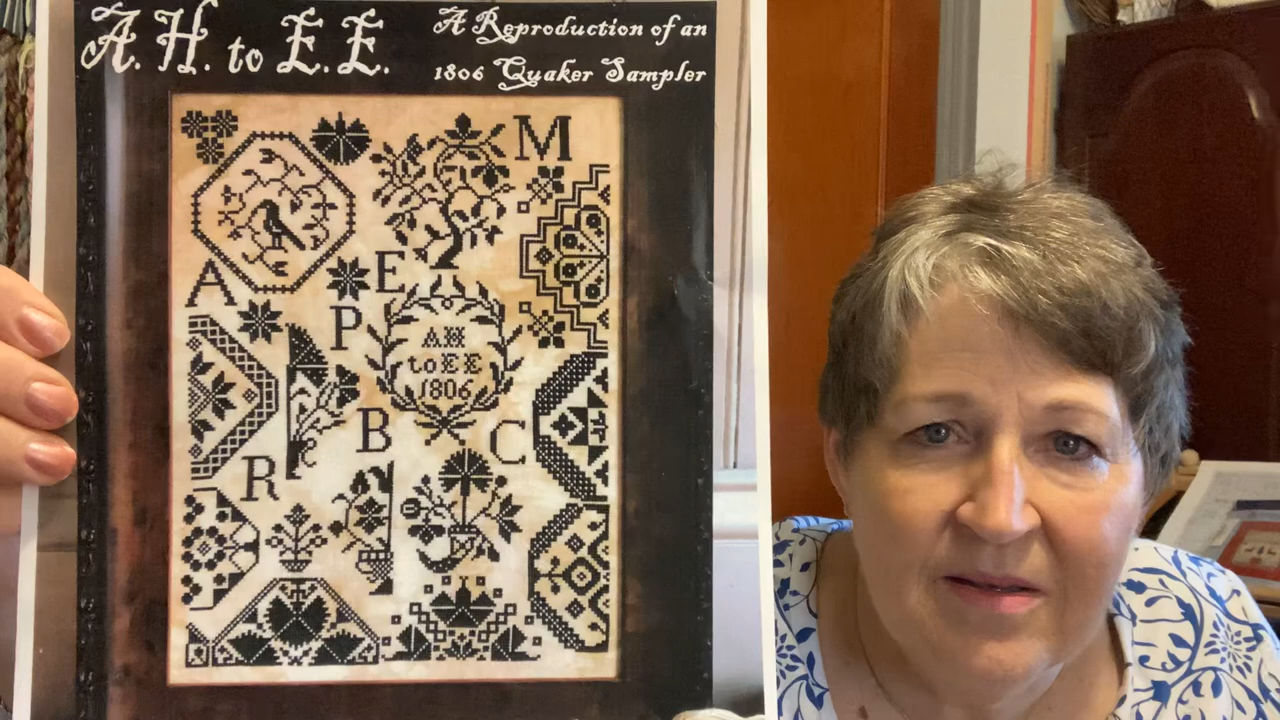 A.H. to E.E.
A Reproduction of an
1806 Quaker Sampler
M
A
E
P
AH
to EE
1806
B
C
R